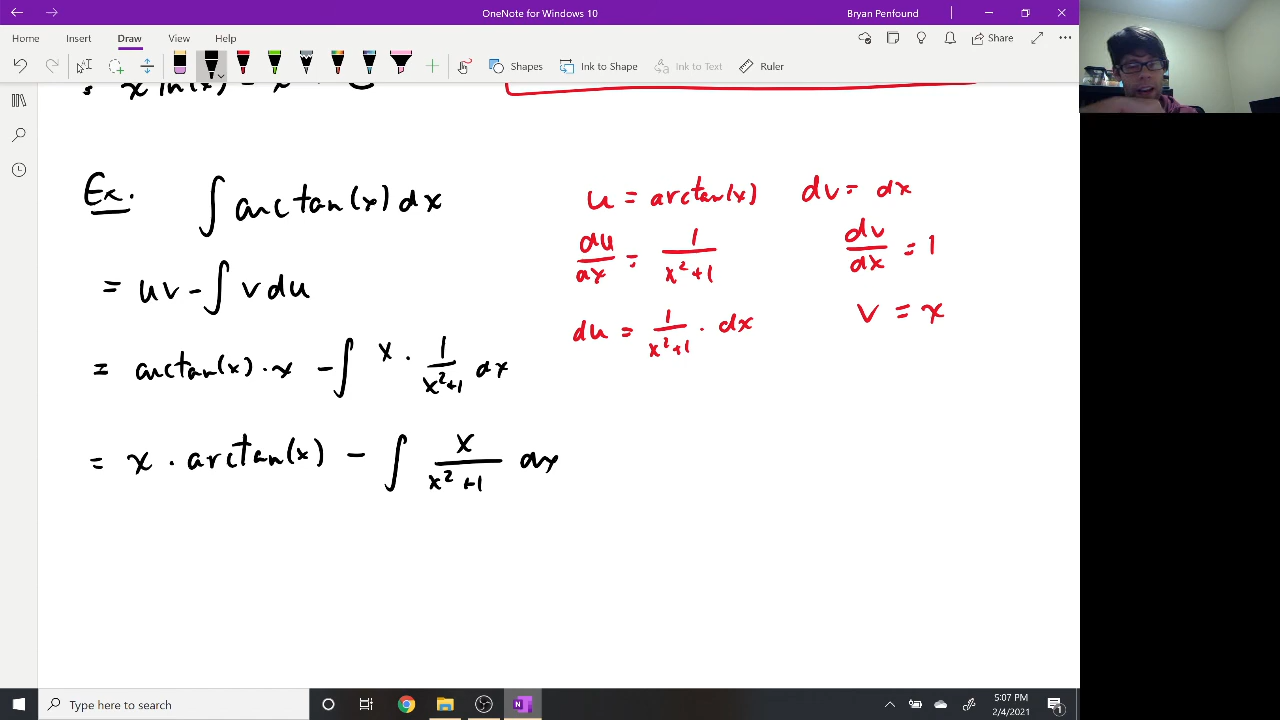 OneNote for Windows 10
Bryan Penfound
Home Insert Draw View Help Share
Shapes Ink to Shape Ink to Text Ruler
x ln(x) - x + C
Ex. ∫ arctan(x) dx
= uv - ∫ v du
= arctan(x) · x - ∫ x · 1/(x²+1) dx
= x · arctan(x) - ∫ x/(x²+1) dx
u = arctan(x) dv = dx
du/dx = 1/(x²+1) dv/dx = 1
du = 1/(x²+1) · dx v = x
Type here to search
5:07 PM
2/4/2021